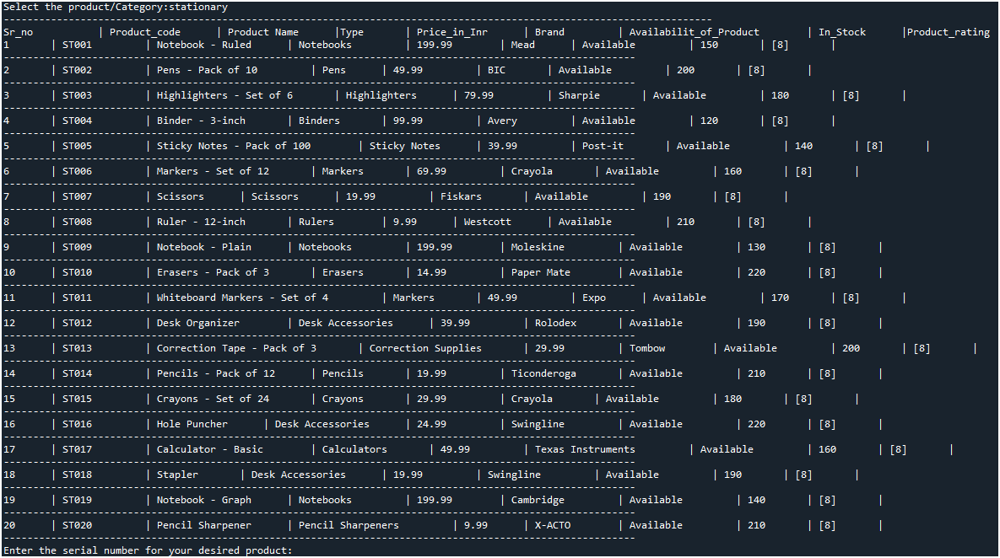 Select the product/Category:stationary
------------------------------------------------------------------------------------------------------------------------
Sr_no | Product_code | Product Name |Type | Price_in_Inr | Brand | Availabilit_of_Product | In_Stock |Product_rating
1 | ST001 | Notebook - Ruled | Notebooks | 199.99 | Mead | Available | 150 | [8] |
-----------------------------------------------------------------------------------------------------------
2 | ST002 | Pens - Pack of 10 | Pens | 49.99 | BIC | Available | 200 | [8] |
-----------------------------------------------------------------------------------------------------------
3 | ST003 | Highlighters - Set of 6 | Highlighters | 79.99 | Sharpie | Available | 180 | [8] |
-----------------------------------------------------------------------------------------------------------
4 | ST004 | Binder - 3-inch | Binders | 99.99 | Avery | Available | 120 | [8] |
-----------------------------------------------------------------------------------------------------------
5 | ST005 | Sticky Notes - Pack of 100 | Sticky Notes | 39.99 | Post-it | Available | 140 | [8] |
-----------------------------------------------------------------------------------------------------------
6 | ST006 | Markers - Set of 12 | Markers | 69.99 | Crayola | Available | 160 | [8] |
-----------------------------------------------------------------------------------------------------------
7 | ST007 | Scissors | Scissors | 19.99 | Fiskars | Available | 190 | [8] |
-----------------------------------------------------------------------------------------------------------
8 | ST008 | Ruler - 12-inch | Rulers | 9.99 | Westcott | Available | 210 | [8] |
-----------------------------------------------------------------------------------------------------------
9 | ST009 | Notebook - Plain | Notebooks | 199.99 | Moleskine | Available | 130 | [8] |
-----------------------------------------------------------------------------------------------------------
10 | ST010 | Erasers - Pack of 3 | Erasers | 14.99 | Paper Mate | Available | 220 | [8] |
-----------------------------------------------------------------------------------------------------------
11 | ST011 | Whiteboard Markers - Set of 4 | Markers | 49.99 | Expo | Available | 170 | [8] |
-----------------------------------------------------------------------------------------------------------
12 | ST012 | Desk Organizer | Desk Accessories | 39.99 | Rolodex | Available | 190 | [8] |
-----------------------------------------------------------------------------------------------------------
13 | ST013 | Correction Tape - Pack of 3 | Correction Supplies | 29.99 | Tombow | Available | 200 | [8] |
-----------------------------------------------------------------------------------------------------------
14 | ST014 | Pencils - Pack of 12 | Pencils | 19.99 | Ticonderoga | Available | 210 | [8] |
-----------------------------------------------------------------------------------------------------------
15 | ST015 | Crayons - Set of 24 | Crayons | 29.99 | Crayola | Available | 180 | [8] |
-----------------------------------------------------------------------------------------------------------
16 | ST016 | Hole Puncher | Desk Accessories | 24.99 | Swingline | Available | 220 | [8] |
-----------------------------------------------------------------------------------------------------------
17 | ST017 | Calculator - Basic | Calculators | 49.99 | Texas Instruments | Available | 160 | [8] |
-----------------------------------------------------------------------------------------------------------
18 | ST018 | Stapler | Desk Accessories | 19.99 | Swingline | Available | 190 | [8] |
-----------------------------------------------------------------------------------------------------------
19 | ST019 | Notebook - Graph | Notebooks | 199.99 | Cambridge | Available | 140 | [8] |
-----------------------------------------------------------------------------------------------------------
20 | ST020 | Pencil Sharpener | Pencil Sharpeners | 9.99 | X-ACTO | Available | 210 | [8] |
-----------------------------------------------------------------------------------------------------------
Enter the serial number for your desired product: